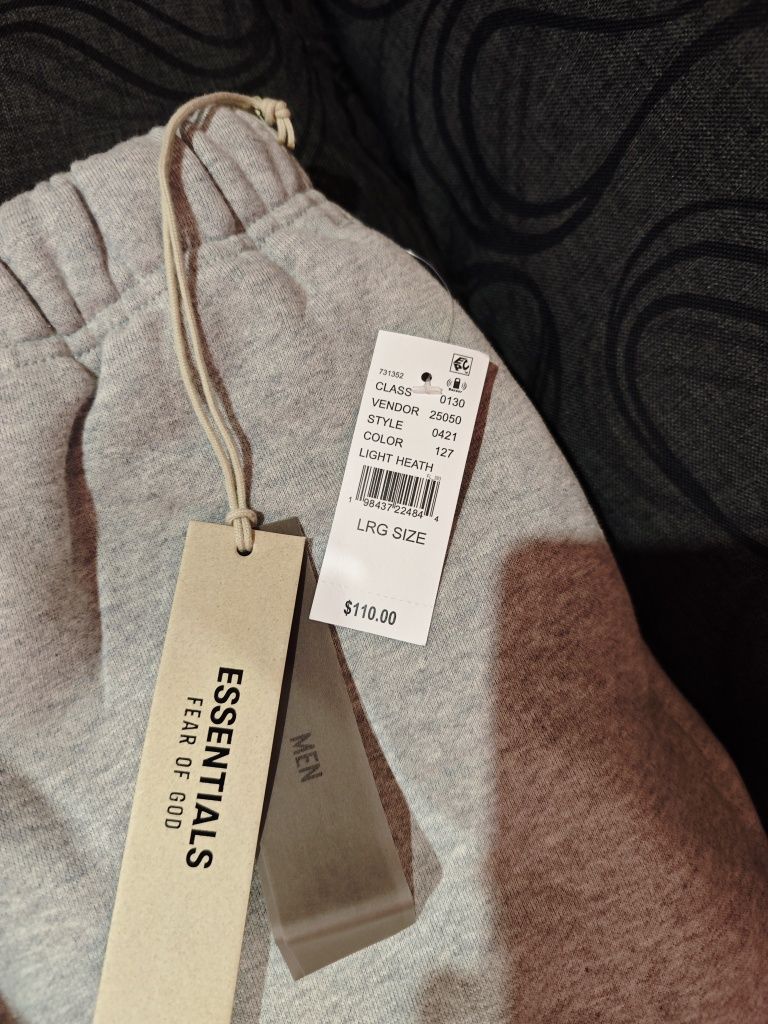 731352
CLASS 0130
VENDOR 25050
STYLE 0421
COLOR 127
LIGHT HEATH
1 98437 22484 4
LRG SIZE
$110.00
ESSENTIALS
FEAR OF GOD
MEN